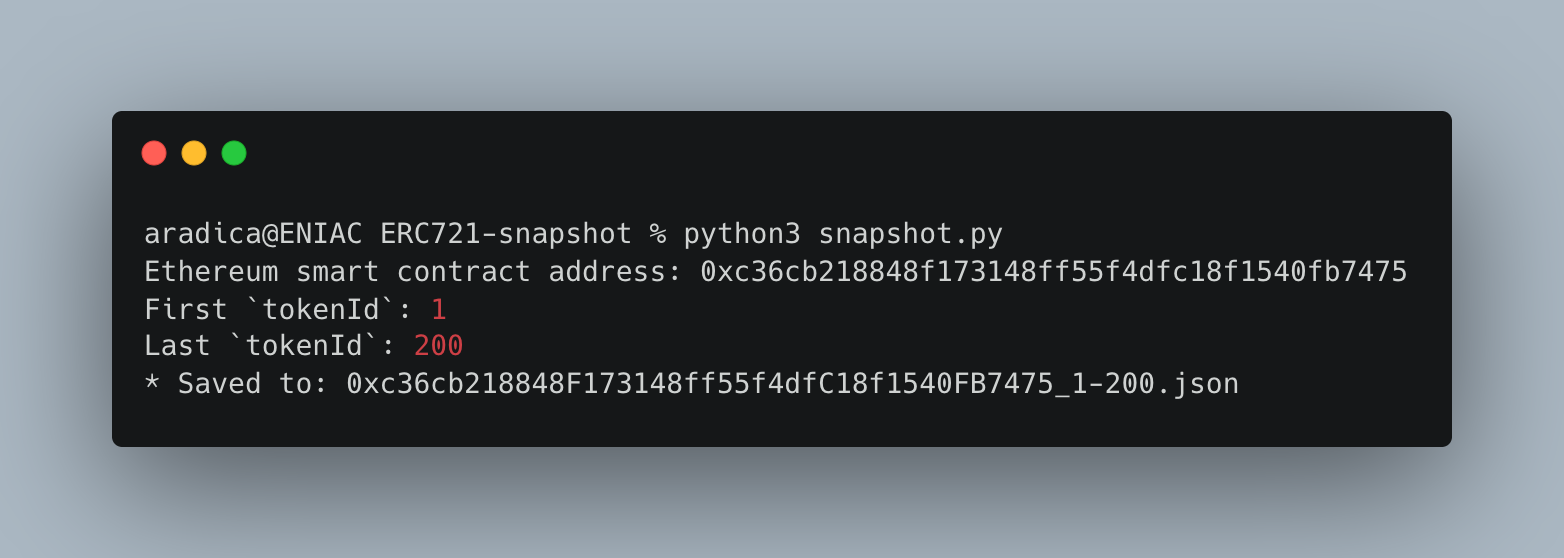 aradica@ENIAC ERC721-snapshot % python3 snapshot.py
Ethereum smart contract address: 0xc36cb218848f173148ff55f4dfc18f1540fb7475
First `tokenId`: 1
Last `tokenId`: 200
* Saved to: 0xc36cb218848F173148ff55f4dfC18f1540FB7475_1-200.json